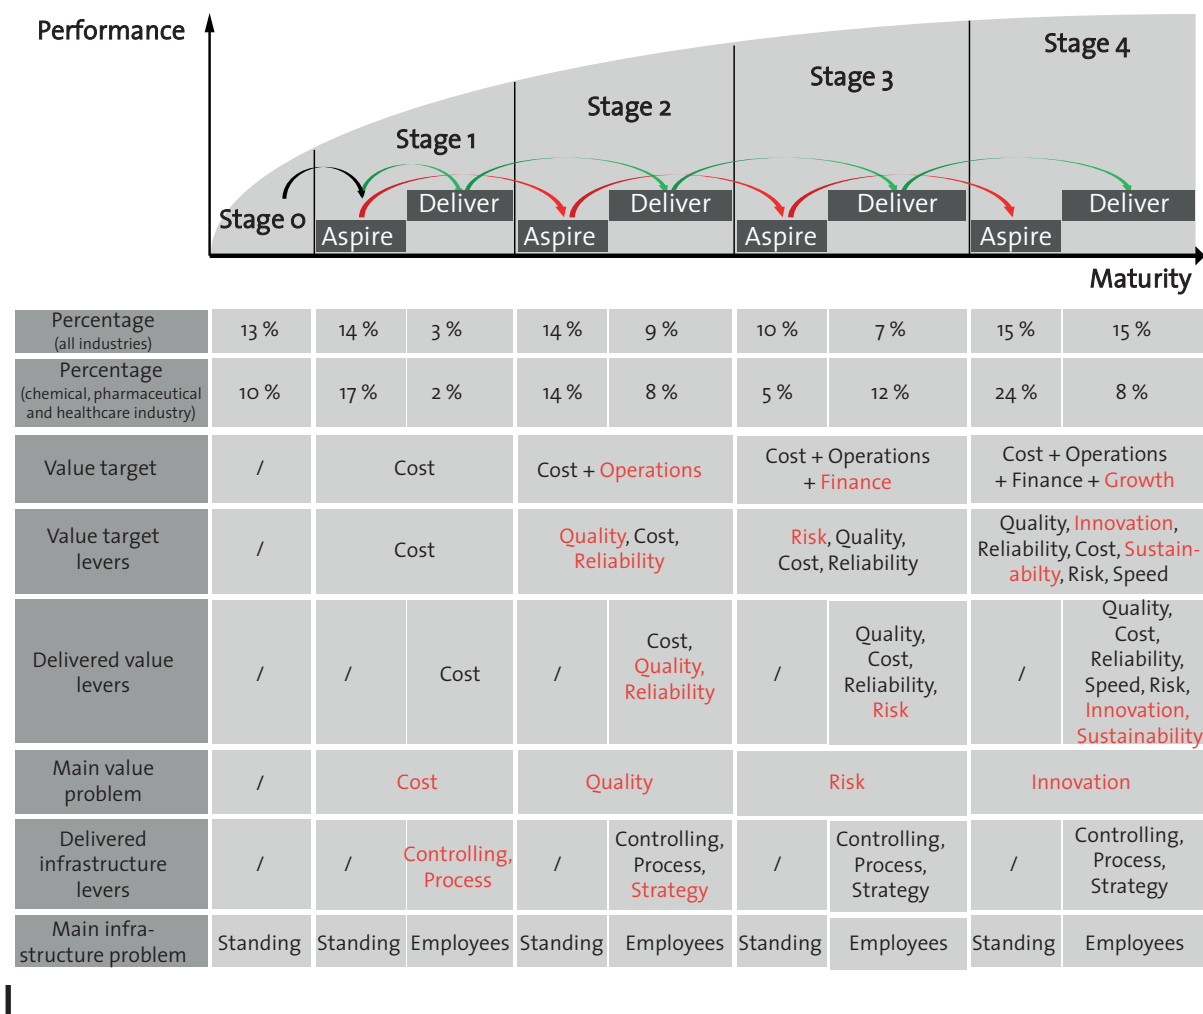 Performance
Stage 0
Stage 1
Stage 2
Stage 3
Stage 4
Aspire
Deliver
Aspire
Deliver
Aspire
Deliver
Aspire
Deliver
Maturity
Percentage
(all industries)
13 %
14 %
3 %
14 %
9 %
10 %
7 %
15 %
15 %
Percentage
(chemical, pharmaceutical
and healthcare industry)
10 %
17 %
2 %
14 %
8 %
5 %
12 %
24 %
8 %
Value target
/
Cost
Cost + Operations
Cost + Operations
+ Finance
Cost + Operations
+ Finance + Growth
Value target
levers
/
Cost
Quality, Cost,
Reliability
Risk, Quality,
Cost, Reliability
Quality, Innovation,
Reliability, Cost, Sustain-
abilty, Risk, Speed
Delivered value
levers
/
/
Cost
/
Cost,
Quality,
Reliability
/
Quality,
Cost,
Reliability,
Risk
/
Quality,
Cost,
Reliability,
Speed, Risk,
Innovation,
Sustainability
Main value
problem
/
Cost
Quality
Risk
Innovation
Delivered
infrastructure
levers
/
/
Controlling,
Process
/
Controlling,
Process,
Strategy
/
Controlling,
Process,
Strategy
/
Controlling,
Process,
Strategy
Main infra-
structure problem
Standing
Standing
Employees
Standing
Employees
Standing
Employees
Standing
Employees